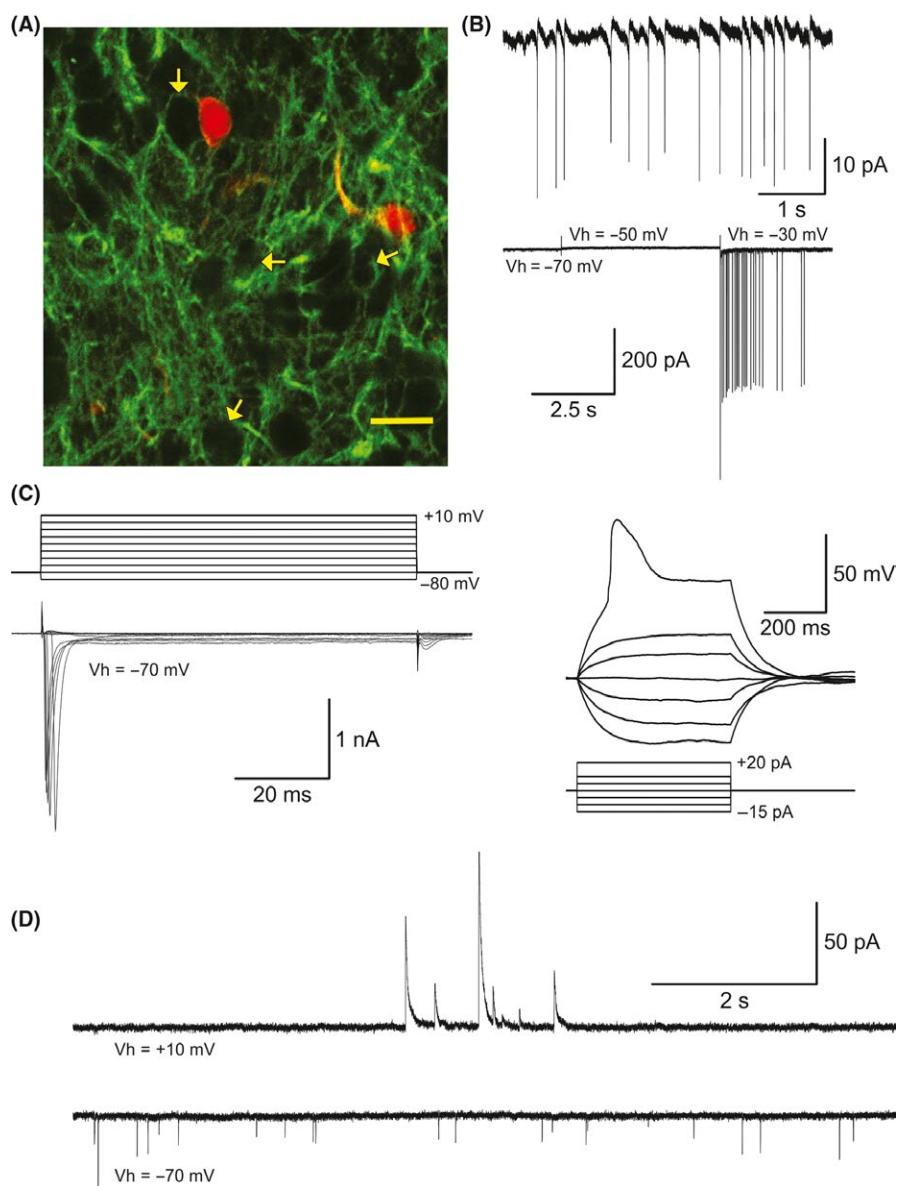 (A)
(B)
10 pA
1 s
Vh = −50 mV
Vh = −30 mV
Vh = −70 mV
200 pA
2.5 s
(C)
+10 mV
−80 mV
Vh = −70 mV
1 nA
20 ms
50 mV
200 ms
+20 pA
−15 pA
(D)
50 pA
2 s
Vh = +10 mV
Vh = −70 mV